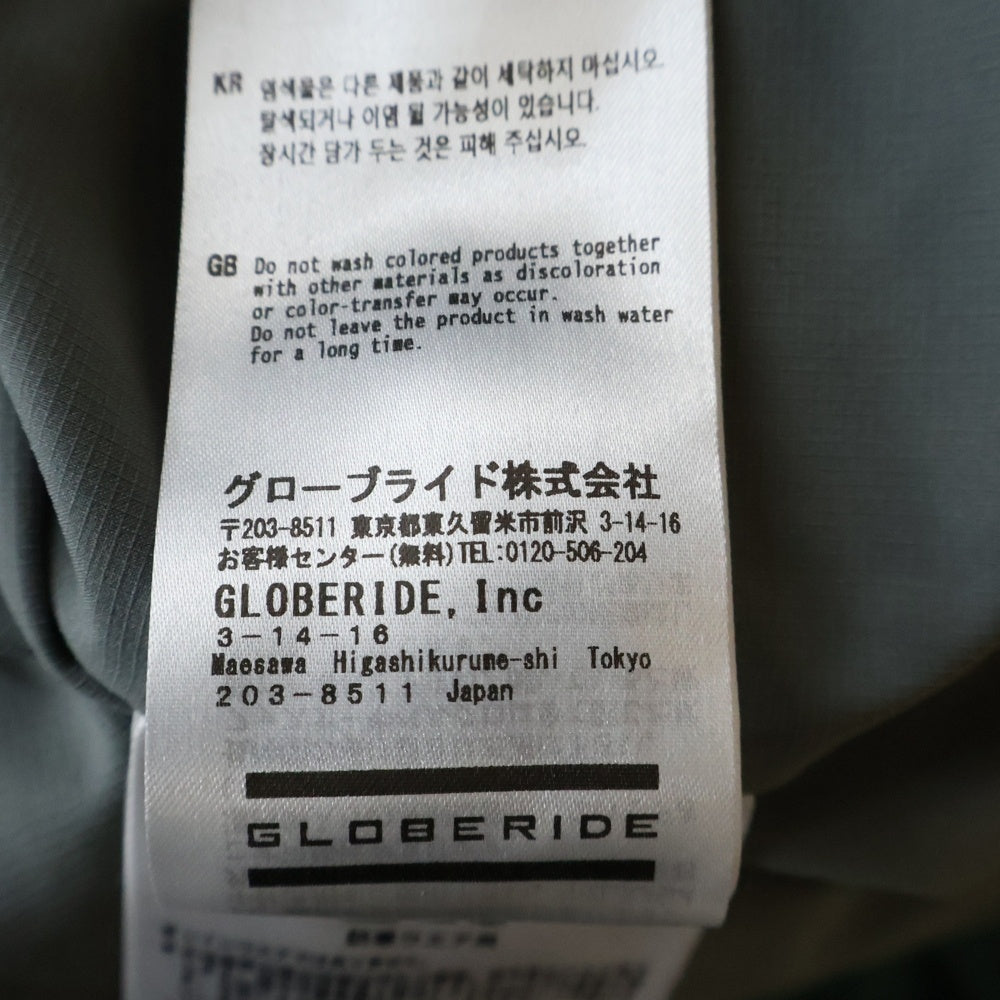 KR 염색물은 다른 제품과 같이 세탁하지 마십시오.
탈색되거나 이염 될 가능성이 있습니다.
장시간 담가 두는 것은 피해 주십시오.
GB Do not wash colored products together
with other materials as discoloration
or color-transfer may occur.
Do not leave the product in wash water
for a long time.
グローブライド株式会社
〒203-8511 東京都東久留米市前沢 3-14-16
お客様センター(無料)TEL:0120-506-204
GLOBERIDE, Inc
3-14-16
Maesawa Higashikurume-shi Tokyo
203-8511 Japan
GLOBERIDE